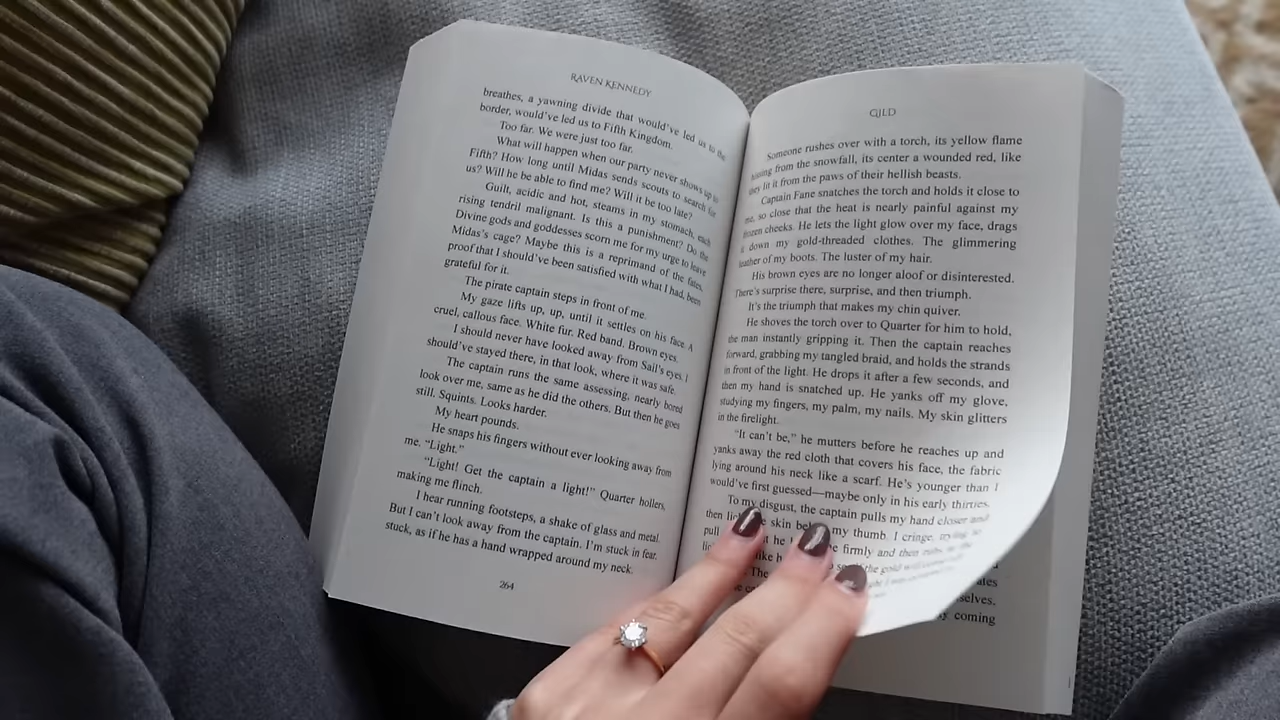 RAVEN KENNEDY
breathes, a yawning divide that would've led us to the
border, would've led us to Fifth Kingdom.
Too far. We were just too far.
What will happen when our party never shows up to
Fifth? How long until Midas sends scouts to search for
us? Will he be able to find me? Will it be too late?
Guilt, acidic and hot, steams in my stomach, each
rising tendril malignant. Is this a punishment? Do the
Divine gods and goddesses scorn me for my urge to leave
Midas's cage? Maybe this is a reprimand of the fates,
proof that I should've been satisfied with what I had, been
grateful for it.
The pirate captain steps in front of me.
My gaze lifts up, up, until it settles on his face. A
cruel, callous face. White fur. Red band. Brown eyes.
I should never have looked away from Sail's eyes. I
should've stayed there, in that look, where it was safe.
The captain runs the same assessing, nearly bored
look over me, same as he did the others. But then he goes
still. Squints. Looks harder.
My heart pounds.
He snaps his fingers without ever looking away from
me. "Light."
"Light! Get the captain a light!" Quarter hollers,
making me flinch.
I hear running footsteps, a shake of glass and metal.
But I can't look away from the captain. I'm stuck in fear,
stuck, as if he has a hand wrapped around my neck.
264
GILD
Someone rushes over with a torch, its yellow flame
hissing from the snowfall, its center a wounded red, like
they lit it from the paws of their hellish beasts.
Captain Fane snatches the torch and holds it close to
me, so close that the heat is nearly painful against my
frozen cheeks. He lets the light glow over my face, drags
it down my gold-threaded clothes. The glimmering
leather of my boots. The luster of my hair.
His brown eyes are no longer aloof or disinterested.
There's surprise there, surprise, and then triumph.
It's the triumph that makes my chin quiver.
He shoves the torch over to Quarter for him to hold,
the man instantly gripping it. Then the captain reaches
forward, grabbing my tangled braid, and holds the strands
in front of the light. He drops it after a few seconds, and
then my hand is snatched up. He yanks off my glove,
studying my fingers, my palm, my nails. My skin glitters
in the firelight.
"It can't be," he mutters before he reaches up and
yanks away the red cloth that covers his face, the fabric
lying around his neck like a scarf. He's younger than I
would've first guessed—maybe only in his early thirties.
To my disgust, the captain pulls my hand closer and
then skin my thumb. I cringe, trying to
pull he firmly and then rubs
like the gold will
The
selves,
coming